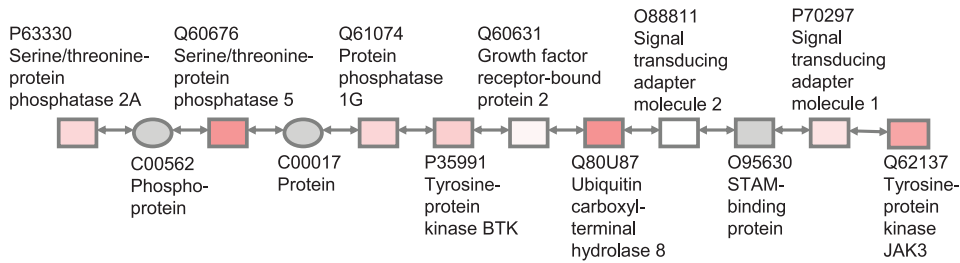 P63330
Serine/threonine-
protein
phosphatase 2A
Q60676
Serine/threonine-
protein
phosphatase 5
Q61074
Protein
phosphatase
1G
Q60631
Growth factor
receptor-bound
protein 2
O88811
Signal
transducing
adapter
molecule 2
P70297
Signal
transducing
adapter
molecule 1
C00562
Phospho-
protein
C00017
Protein
P35991
Tyrosine-
protein
kinase BTK
Q80U87
Ubiquitin
carboxyl-
terminal
hydrolase 8
O95630
STAM-
binding
protein
Q62137
Tyrosine-
protein
kinase
JAK3